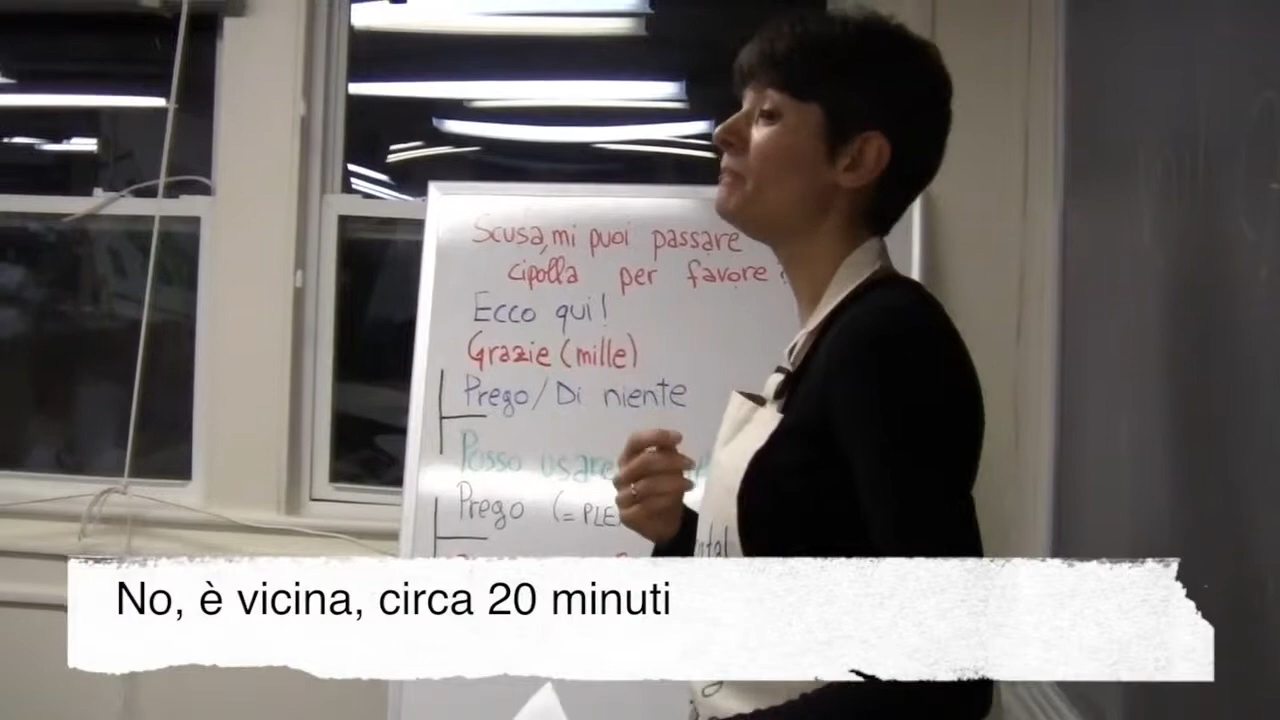 Scusa, mi puoi passare
cipolla per favore
Ecco qui!
Grazie (mille)
Prego/Di niente
Posso usare
Prego (= PLE
No, è vicina, circa 20 minuti